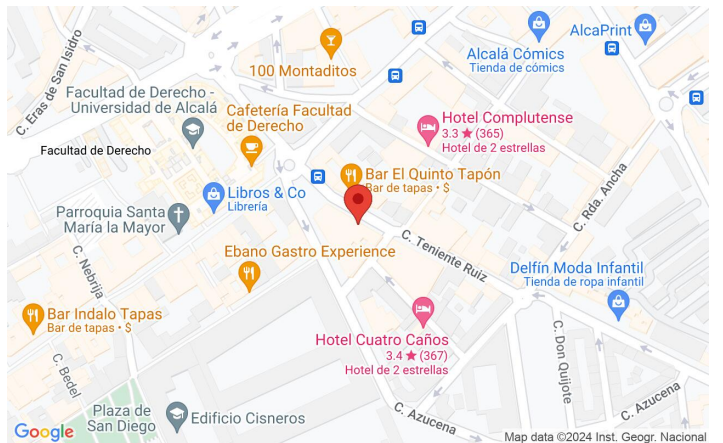 C. Eras de San Isidro
100 Montaditos
Alcalá Cómics
Tienda de cómics
AlcaPrint
Facultad de Derecho -
Universidad de Alcalá
Cafetería Facultad
de Derecho
Hotel Complutense
3.3 ★ (365)
Hotel de 2 estrellas
Facultad de Derecho
Bar El Quinto Tapón
Bar de tapas • $
C. Rda. Ancha
Libros & Co
Librería
Parroquia Santa
María la Mayor
C. Teniente Ruiz
Ebano Gastro Experience
C. Nebrija
Delfín Moda Infantil
Tienda de ropa infantil
Bar Indalo Tapas
Bar de tapas • $
Hotel Cuatro Caños
3.4 ★ (367)
Hotel de 2 estrellas
C. Don Quijote
C. Bedel
Plaza de
San Diego
Edificio Cisneros
C. Azucena
C. Azucena
Google
Map data ©2024 Inst. Geogr. Nacional